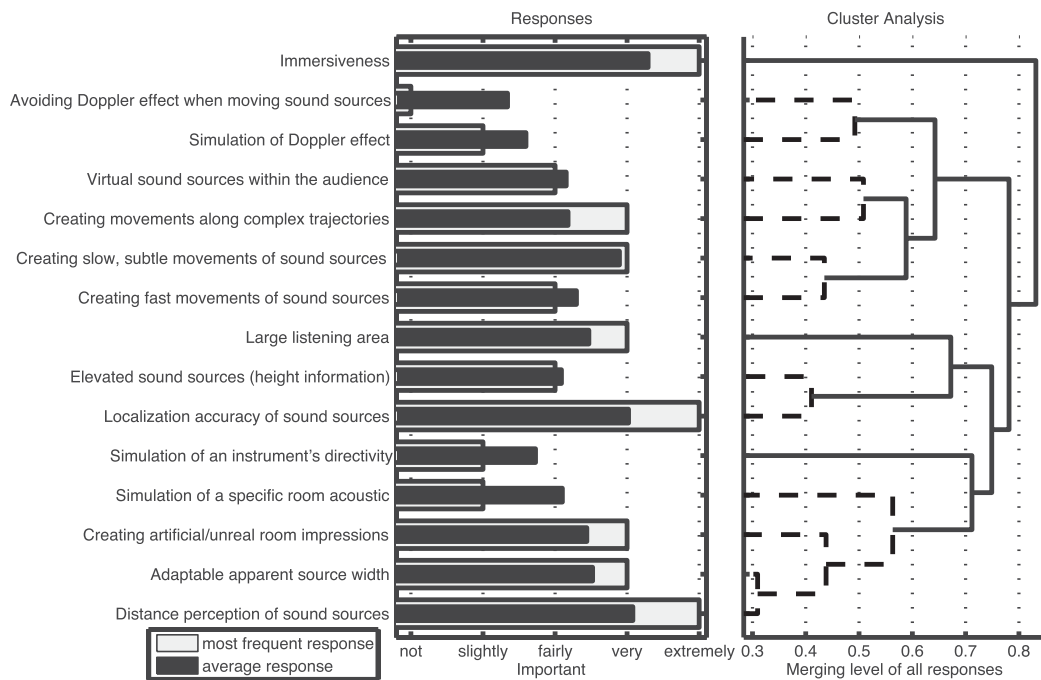 Responses
Cluster Analysis
Immersiveness
Avoiding Doppler effect when moving sound sources
Simulation of Doppler effect
Virtual sound sources within the audience
Creating movements along complex trajectories
Creating slow, subtle movements of sound sources
Creating fast movements of sound sources
Large listening area
Elevated sound sources (height information)
Localization accuracy of sound sources
Simulation of an instrument's directivity
Simulation of a specific room acoustic
Creating artificial/unreal room impressions
Adaptable apparent source width
Distance perception of sound sources
most frequent response
average response
not slightly fairly very extremely
Important
0.3 0.4 0.5 0.6 0.7 0.8
Merging level of all responses